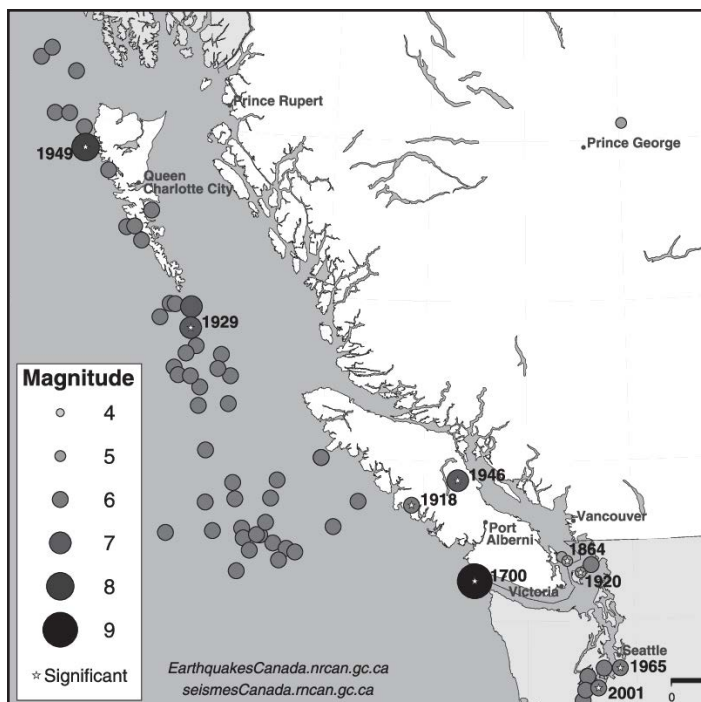 Prince Rupert
Prince George
1949
Queen
Charlotte City
1929
Magnitude
4
5
6
7
8
9
Significant
1946
1918
Port
Alberni
Vancouver
1864
1700
1920
Victoria
Seattle
1965
2001
EarthquakesCanada.nrcan.gc.ca
seismesCanada.rncan.gc.ca
0